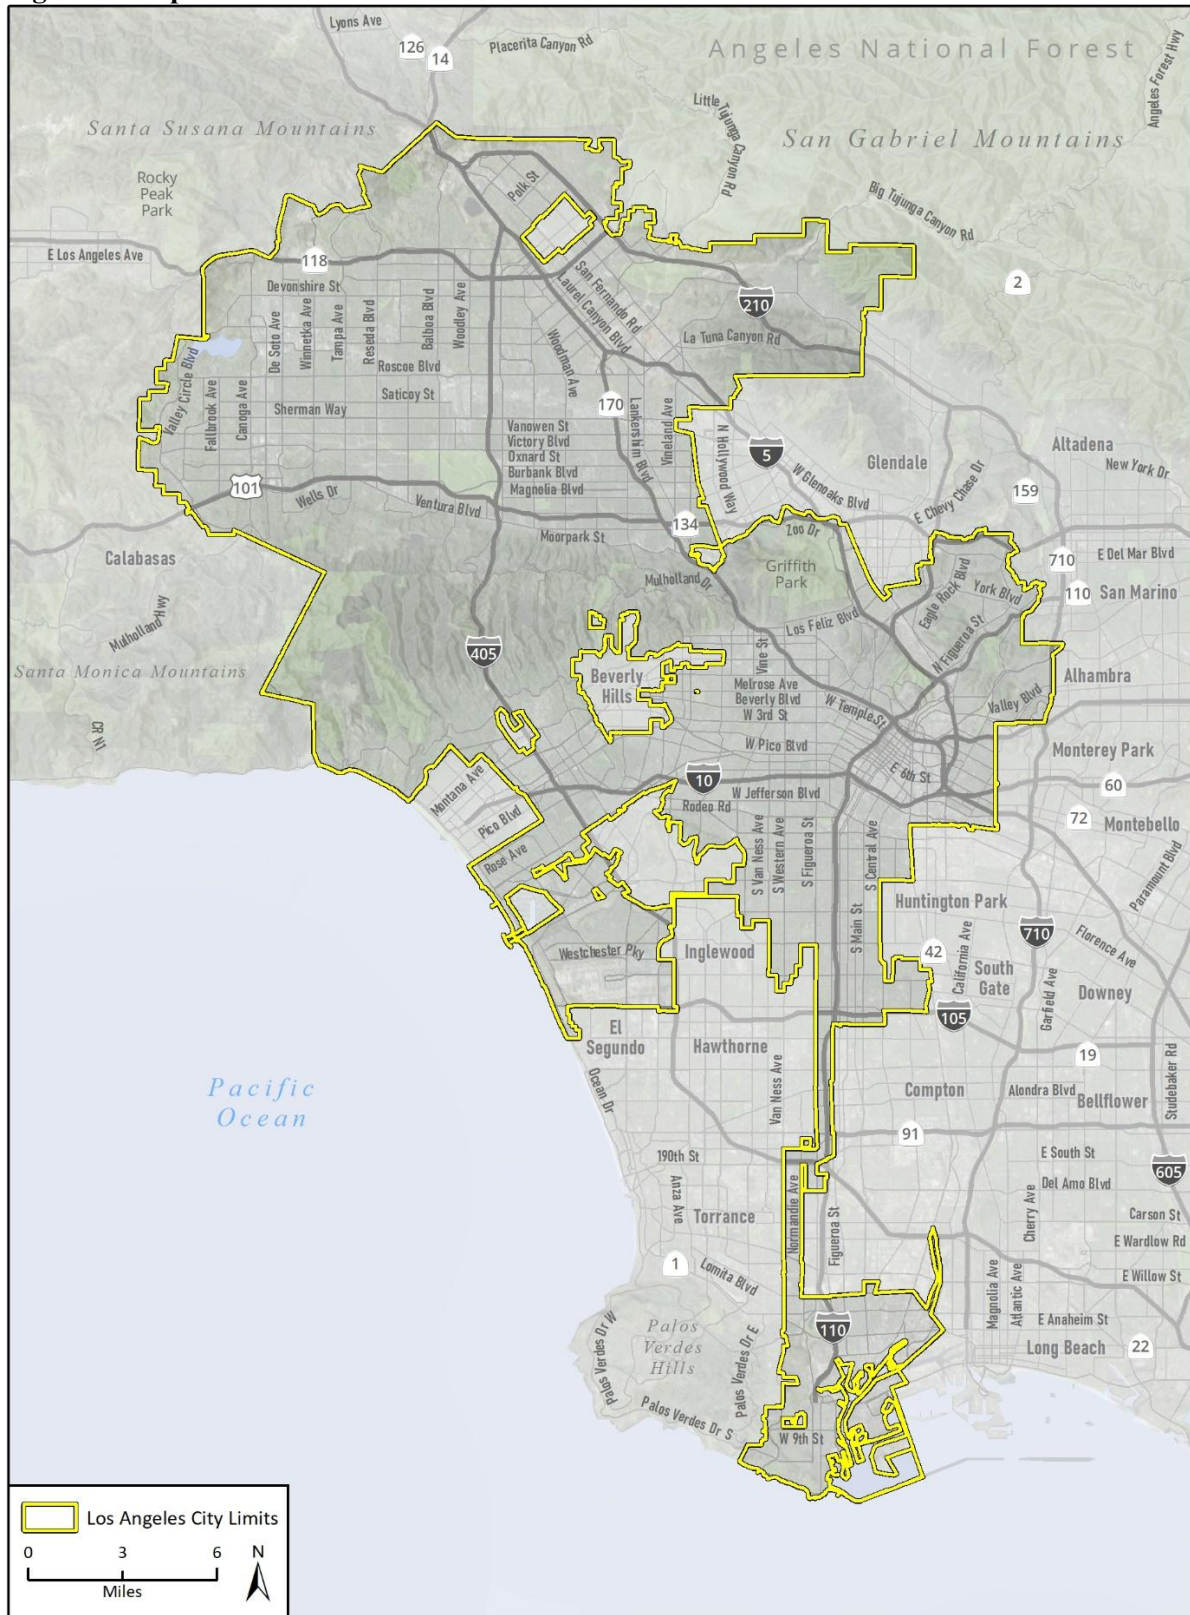 Lyons Ave
126
14
Placerita Canyon Rd
Angeles National Forest
Angeles Forest Hwy
Little Tujunga
Canyon Rd
Santa Susana Mountains
San Gabriel Mountains
Rocky
Peak
Park
Polk St
Big Tujunga Canyon Rd
E Los Angeles Ave
118
Devonshire St
San Fernando Rd
Laurel Canyon Blvd
2
210
De Soto Ave
Winnetka Ave
Tampa Ave
Reseda Blvd
Balboa Blvd
Woodley Ave
Woodman Ave
La Tuna Canyon Rd
Valley Circle Blvd
Roscoe Blvd
Fallbrook Ave
Canoga Ave
Saticoy St
Sherman Way
170
Lankershim Blvd
Vineland Ave
N Hollywood Way
Vanowen St
Victory Blvd
Oxnard St
Burbank Blvd
Magnolia Blvd
5
Glendale
W Glenoaks Blvd
E Chevy Chase Dr
Altadena
New York Dr
159
101
Wells Dr
Ventura Blvd
134
Zoo Dr
Moorpark St
710
E Del Mar Blvd
Calabasas
Mulholland Dr
Griffith
Park
Eagle Rock Blvd
York Blvd
110
San Marino
Mulholland Hwy
Los Feliz Blvd
N Figueroa St
Santa Monica Mountains
405
Beverly
Hills
Vine St
Melrose Ave
Beverly Blvd
W 3rd St
W Temple St
Valley Blvd
Alhambra
CR N1
W Pico Blvd
Monterey Park
E 6th St
60
Montana Ave
10
W Jefferson Blvd
Rodeo Rd
72
Montebello
Pico Blvd
Rose Ave
S Van Ness Ave
S Western Ave
S Figueroa St
S Central Ave
S Main St
Paramount Blvd
Huntington Park
710
Florence Ave
Westchester Pky
Inglewood
42
California Ave
South
Gate
Garfield Ave
Downey
105
El
Segundo
Hawthorne
19
Studebaker Rd
Ocean Dr
Van Ness Ave
Compton
Alondra Blvd
Bellflower
Pacific
Ocean
91
190th St
E South St
605
Anza Ave
Del Amo Blvd
Normandie Ave
Figueroa St
Torrance
Cherry Ave
Carson St
E Wardlow Rd
1
Lomita Blvd
Magnolia Ave
Atlantic Ave
E Willow St
E Anaheim St
Palos Verdes Dr W
Palos
Verdes
Hills
Palos Verdes Dr E
110
Long Beach
22
Palos Verdes Dr S
W 9th St
Los Angeles City Limits
0 3 6
Miles
N